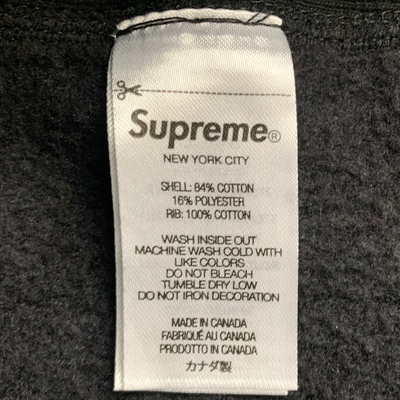 Supreme®
NEW YORK CITY
SHELL: 84% COTTON
16% POLYESTER
RIB: 100% COTTON
WASH INSIDE OUT
MACHINE WASH COLD WITH
LIKE COLORS
DO NOT BLEACH
TUMBLE DRY LOW
DO NOT IRON DECORATION
MADE IN CANADA
FABRIQUÉ AU CANADA
PRODOTTO IN CANADA
カナダ製